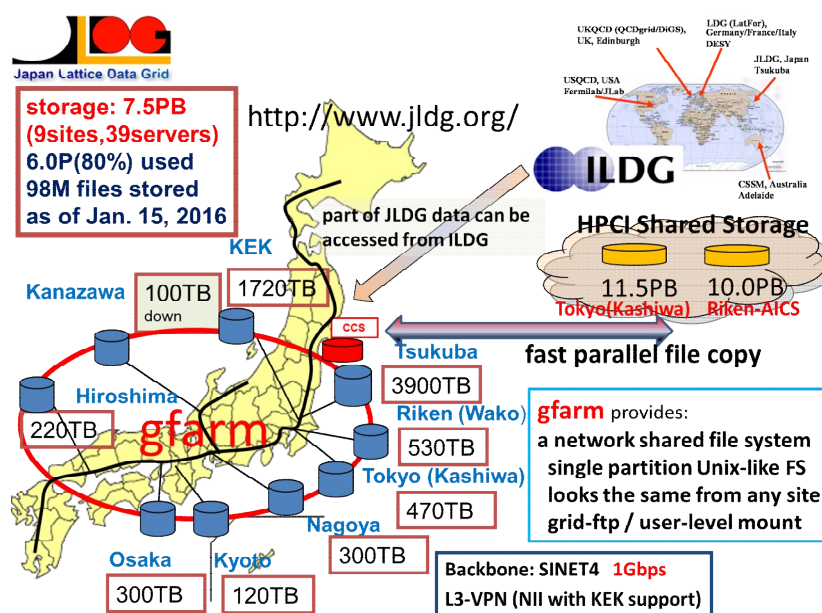 JLDG
Japan Lattice Data Grid
storage: 7.5PB
(9sites,39servers)
6.0P(80%) used
98M files stored
as of Jan. 15, 2016
http://www.jldg.org/
UKQCD (QCDgrid/DiGS),
UK, Edinburgh
LDG (LatFor),
Germany/France/Italy
DESY
JLDG, Japan
Tsukuba
USQCD, USA
Fermilab/JLab
CSSM, Australia
Adelaide
ILDG
part of JLDG data can be
accessed from ILDG
HPCI Shared Storage
11.5PB
10.0PB
Tokyo(Kashiwa)
Riken-AICS
fast parallel file copy
KEK
1720TB
Kanazawa
100TB
down
CCS
Tsukuba
3900TB
Hiroshima
220TB
gfarm
Riken (Wako)
530TB
Tokyo (Kashiwa)
470TB
Nagoya
300TB
Osaka
300TB
Kyoto
120TB
gfarm provides:
a network shared file system
single partition Unix-like FS
looks the same from any site
grid-ftp / user-level mount
Backbone: SINET4 1Gbps
L3-VPN (NII with KEK support)